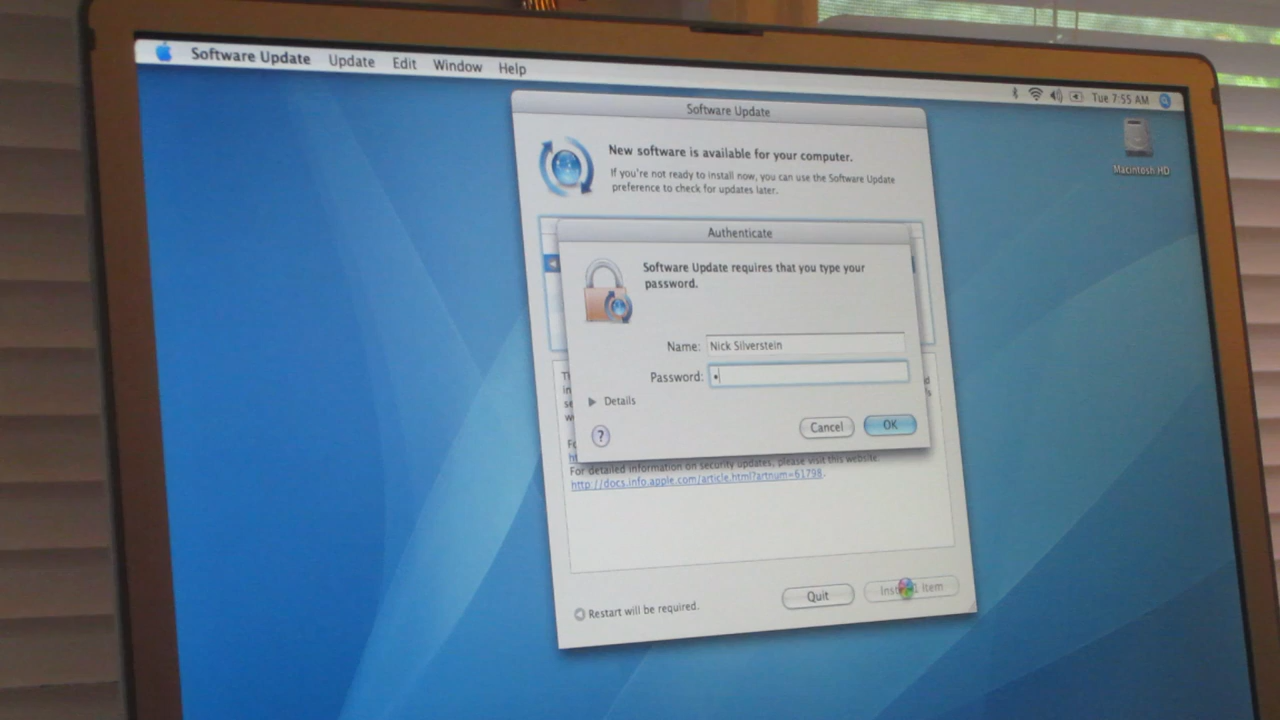 Software Update Update Edit Window Help
Tue 7:55 AM
Macintosh HD
Software Update
New software is available for your computer.
If you're not ready to install now, you can use the Software Update
preference to check for updates later.
Authenticate
Software Update requires that you type your
password.
Name: Nick Silverstein
Password: •
Details
?
Cancel OK
For detailed information on security updates, please visit this website:
http://docs.info.apple.com/article.html?artnum=61798.
Restart will be required.
Quit
Install 1 Item